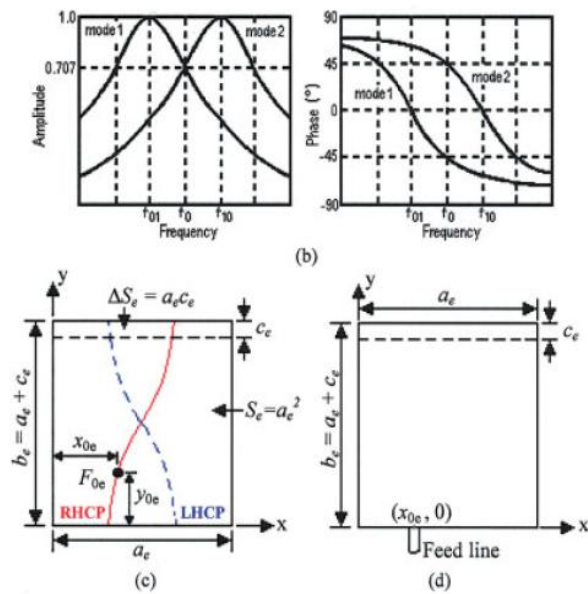 1.0
mode1
mode2
0.707
Amplitude
f01
f0
f10
Frequency
90
45
0
-45
-90
Phase (°)
mode1
mode2
f01
f0
f10
Frequency
(b)
y
ΔSe = aece
ce
be = ae + ce
Se=ae²
x0e
F0e
y0e
RHCP
LHCP
x
ae
(c)
y
ae
ce
be = ae + ce
(x0e, 0)
x
Feed line
(d)